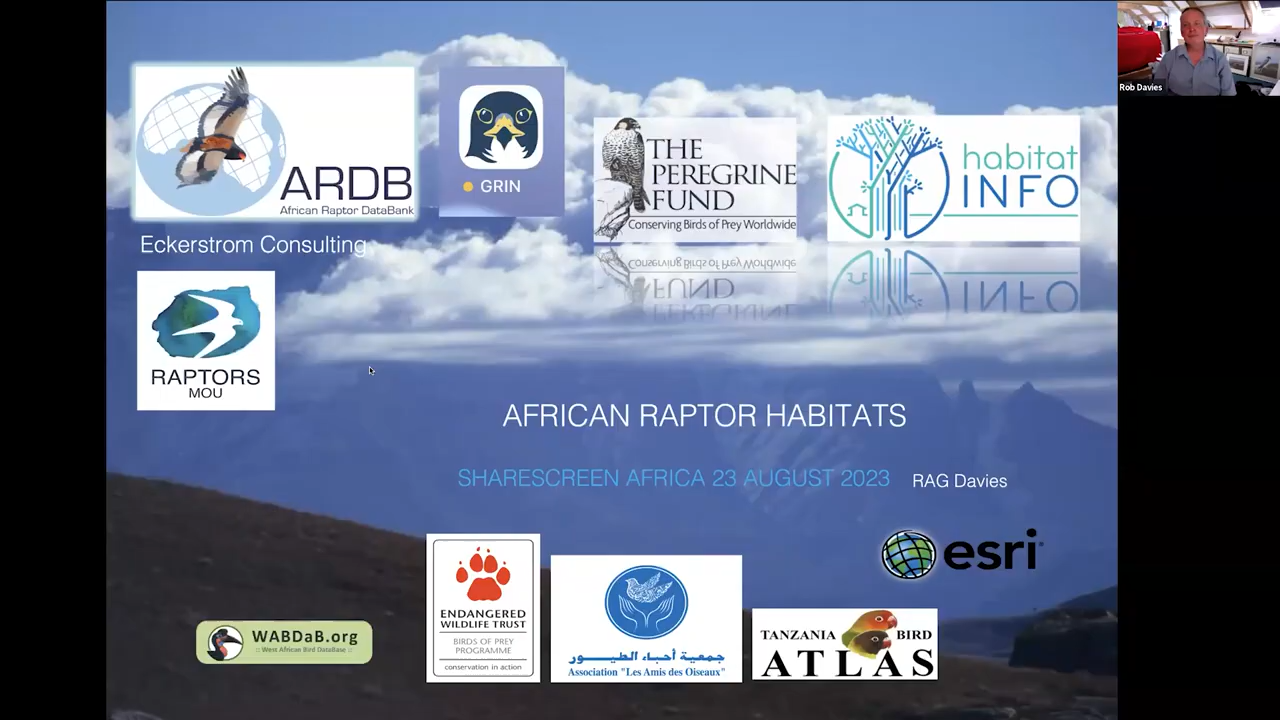 Rob Davies
ARDB
African Raptor DataBank
GRIN
THE
PEREGRINE
FUND
Conserving Birds of Prey Worldwide
habitat
INFO
Eckerstrom Consulting
RAPTORS
MOU
AFRICAN RAPTOR HABITATS
SHARESCREEN AFRICA 23 AUGUST 2023
RAG Davies
esri
WABDaB.org
:: West African Bird DataBase ::
ENDANGERED
WILDLIFE TRUST
BIRDS OF PREY
PROGRAMME
conservation in action
جمعية أحباء الطيور
Association "Les Amis des Oiseaux"
TANZANIA BIRD
ATLAS